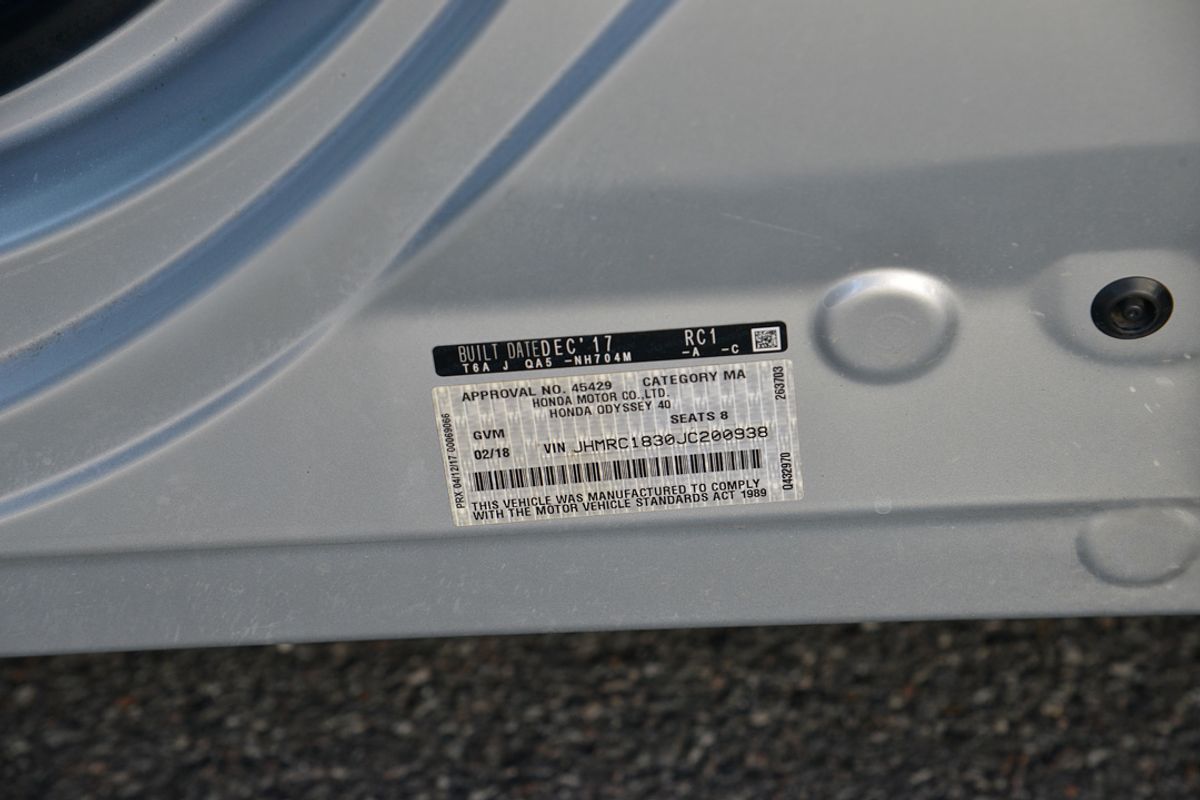 BUILT DATE DEC'17 RC1
T6A J QA5 -NH704M -A -C
APPROVAL NO. 45429 CATEGORY MA
HONDA MOTOR CO.,LTD.
HONDA ODYSSEY 40
SEATS 8
GVM
02/18 VIN JHMRC1830JC200938
THIS VEHICLE WAS MANUFACTURED TO COMPLY
WITH THE MOTOR VEHICLE STANDARDS ACT 1989
PRX 04/12/17 00069066
263703
Q432970